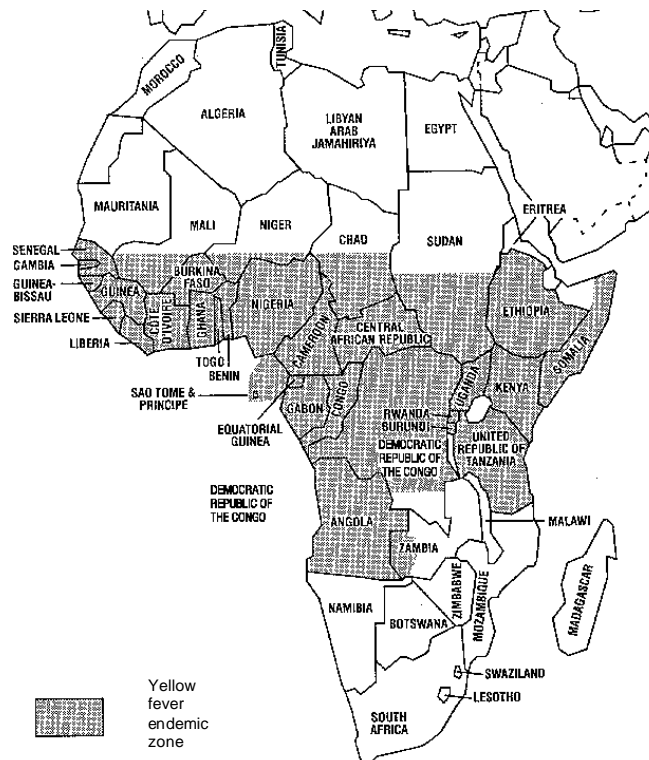 TUNISIA
MOROCCO
ALGERIA
LIBYAN
ARAB
JAMAHIRIYA
EGYPT
MAURITANIA
MALI
NIGER
CHAD
SUDAN
ERITREA
SENEGAL
GAMBIA
GUINEA-
BISSAU
GUINEA
SIERRA LEONE
LIBERIA
CÔTE
D'IVOIRE
BURKINA
FASO
GHANA
TOGO
BENIN
NIGERIA
CAMEROON
CENTRAL
AFRICAN REPUBLIC
ETHIOPIA
SOMALIA
SAO TOME &
PRINCIPE
EQUATORIAL
GUINEA
GABON
CONGO
UGANDA
KENYA
RWANDA
BURUNDI
DEMOCRATIC
REPUBLIC OF
THE CONGO
UNITED
REPUBLIC OF
TANZANIA
DEMOCRATIC
REPUBLIC OF
THE CONGO
ANGOLA
ZAMBIA
MALAWI
NAMIBIA
BOTSWANA
ZIMBABWE
MOZAMBIQUE
MADAGASCAR
SWAZILAND
LESOTHO
SOUTH
AFRICA
Yellow
fever
endemic
zone